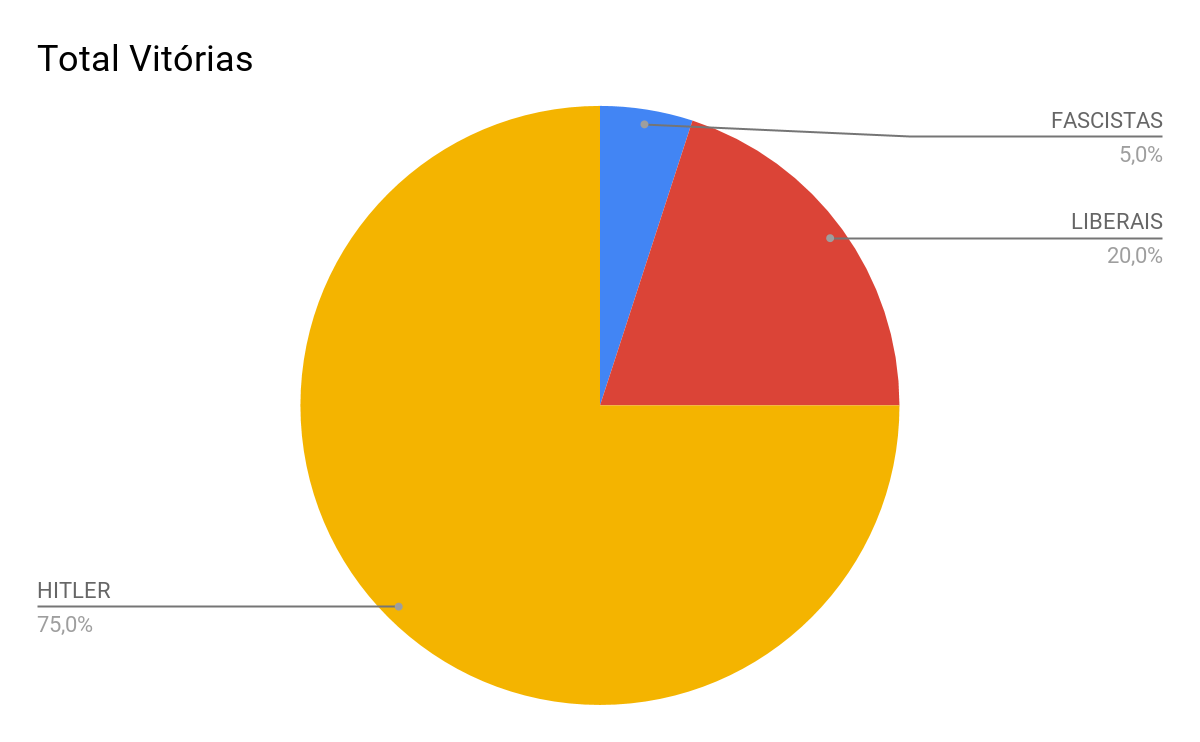 Total Vitórias
FASCISTAS
5,0%
LIBERAIS
20,0%
HITLER
75,0%